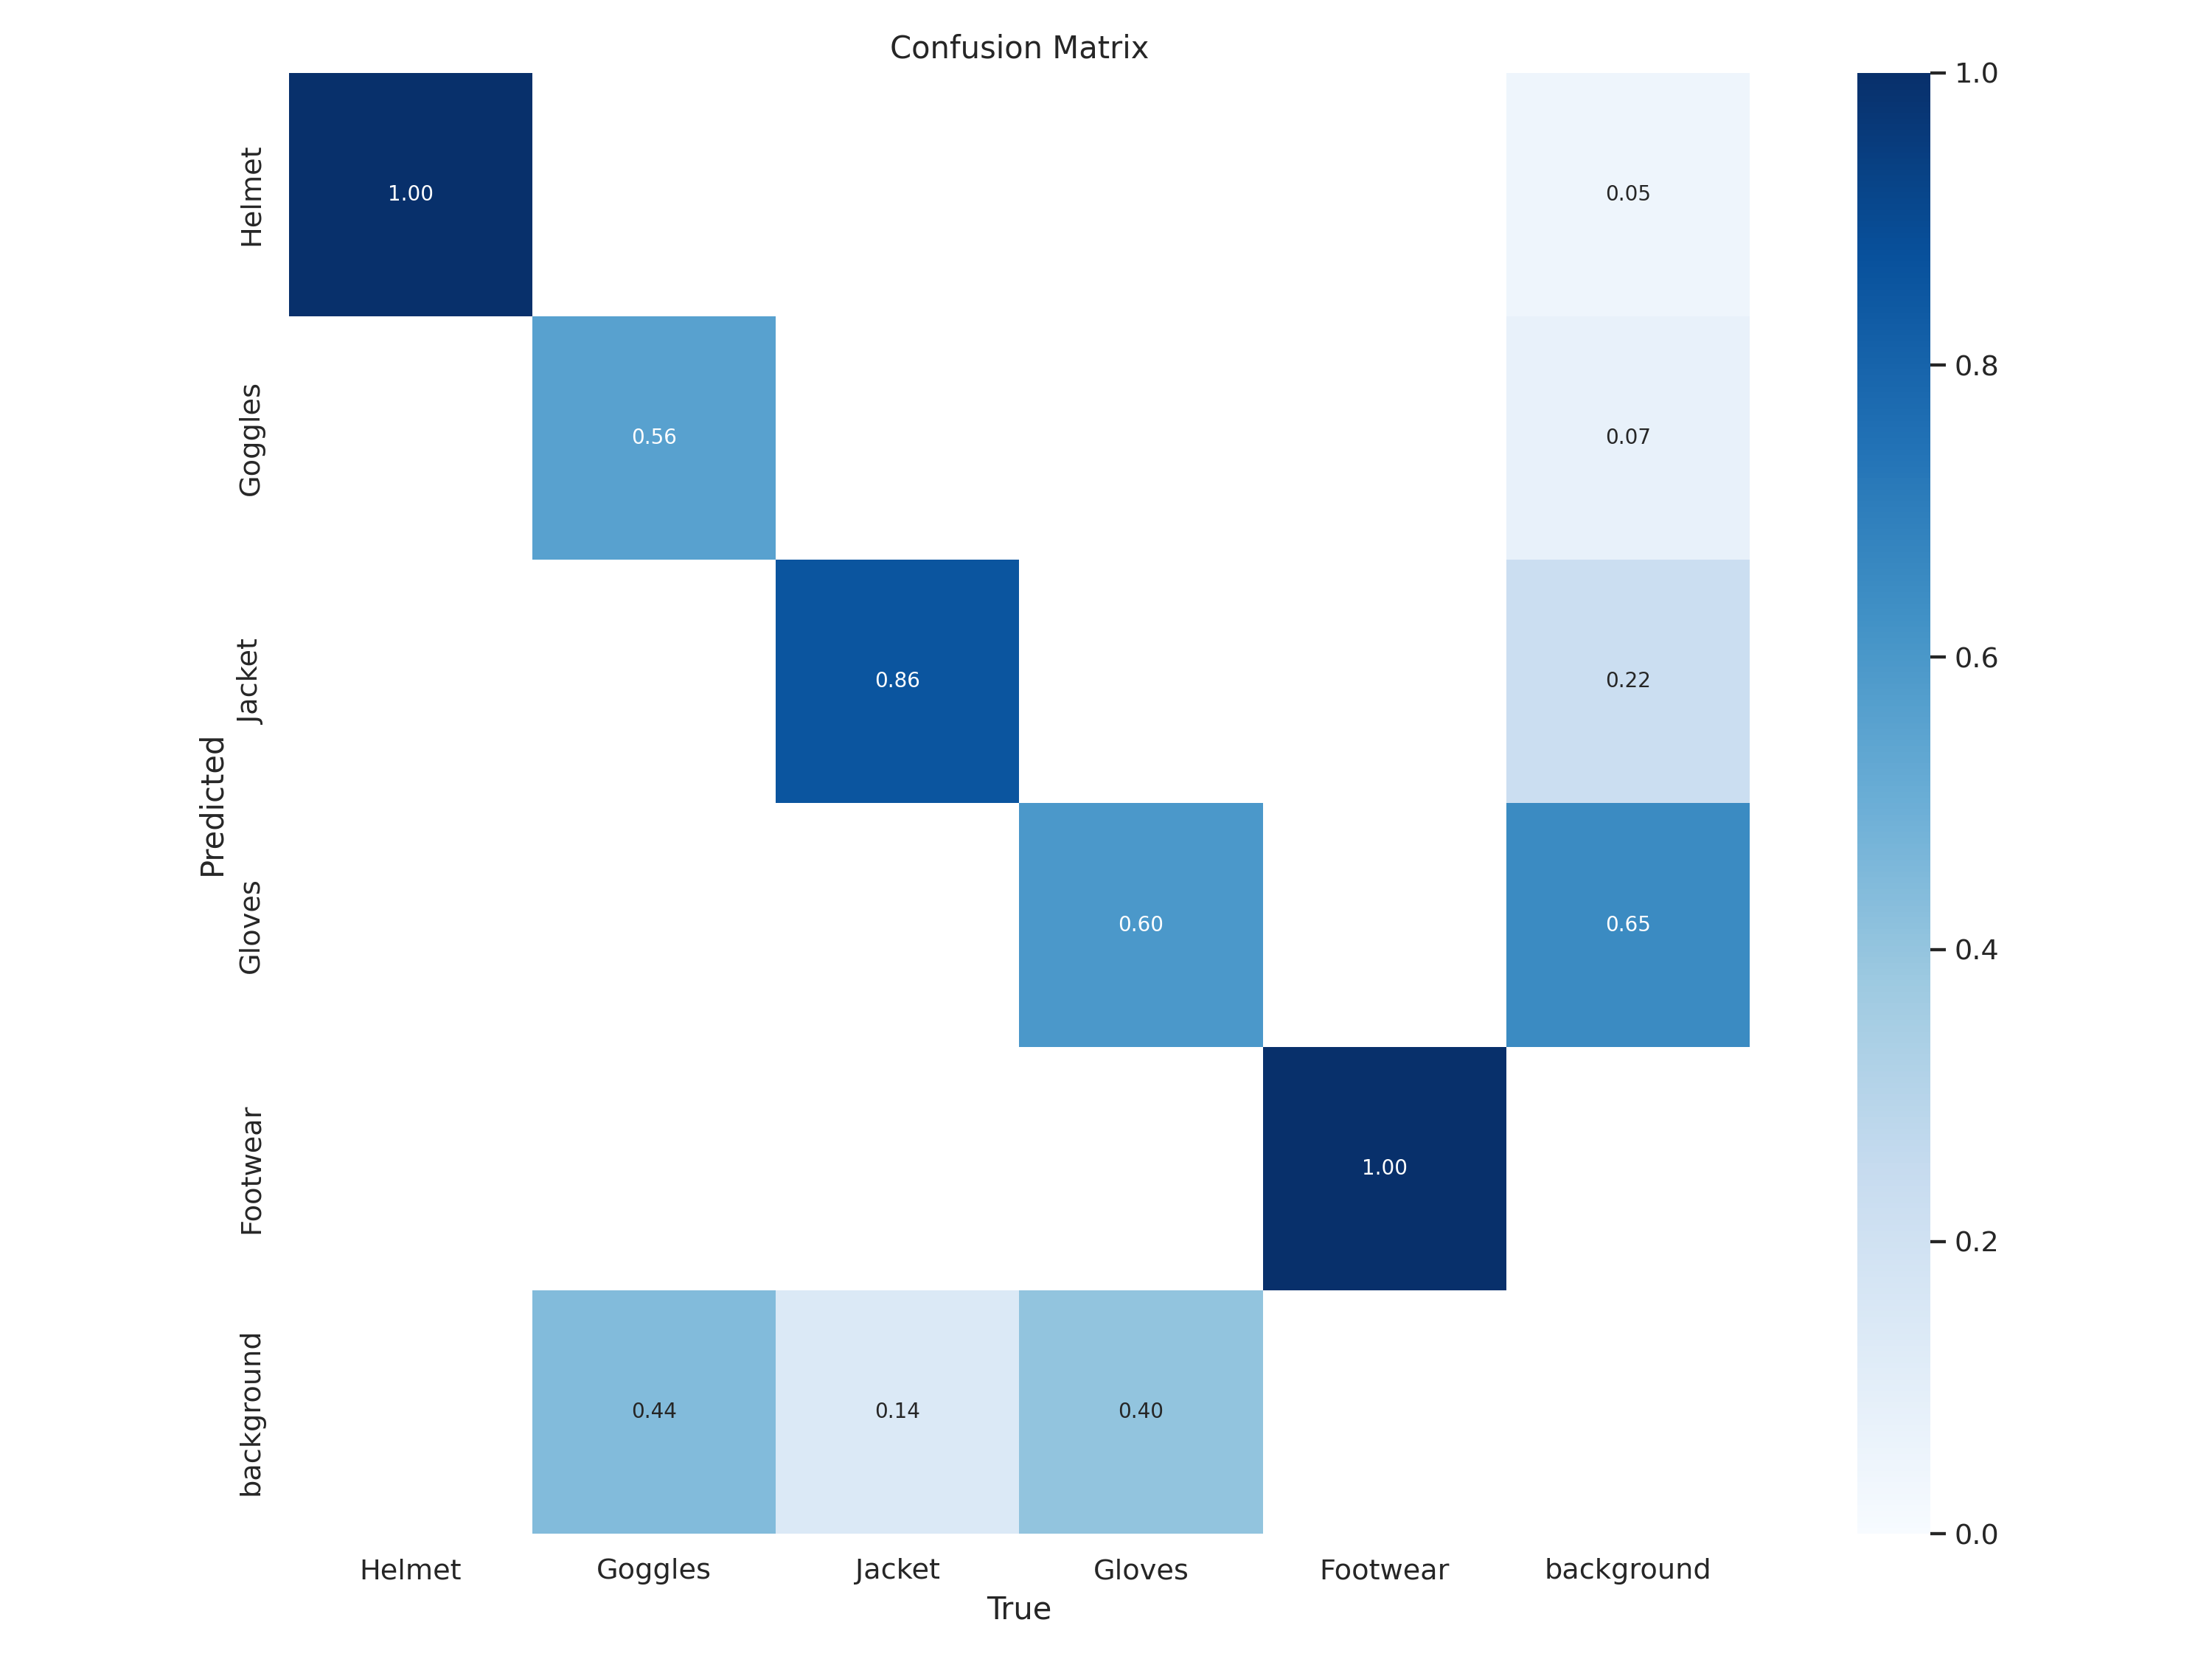 Confusion Matrix
Helmet
1.00
0.05
Goggles
0.56
0.07
Jacket
0.86
0.22
Gloves
0.60
0.65
Footwear
1.00
background
0.44
0.14
0.40
Predicted
Helmet Goggles Jacket Gloves Footwear background
True
1.0
0.8
0.6
0.4
0.2
0.0